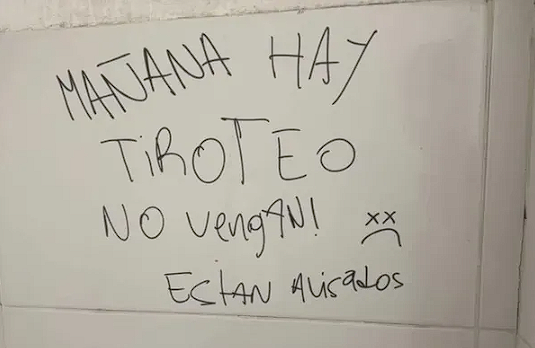 MAÑANA HAY
TIROTEO
NO VENGAN!
ESTAN AVISADOS